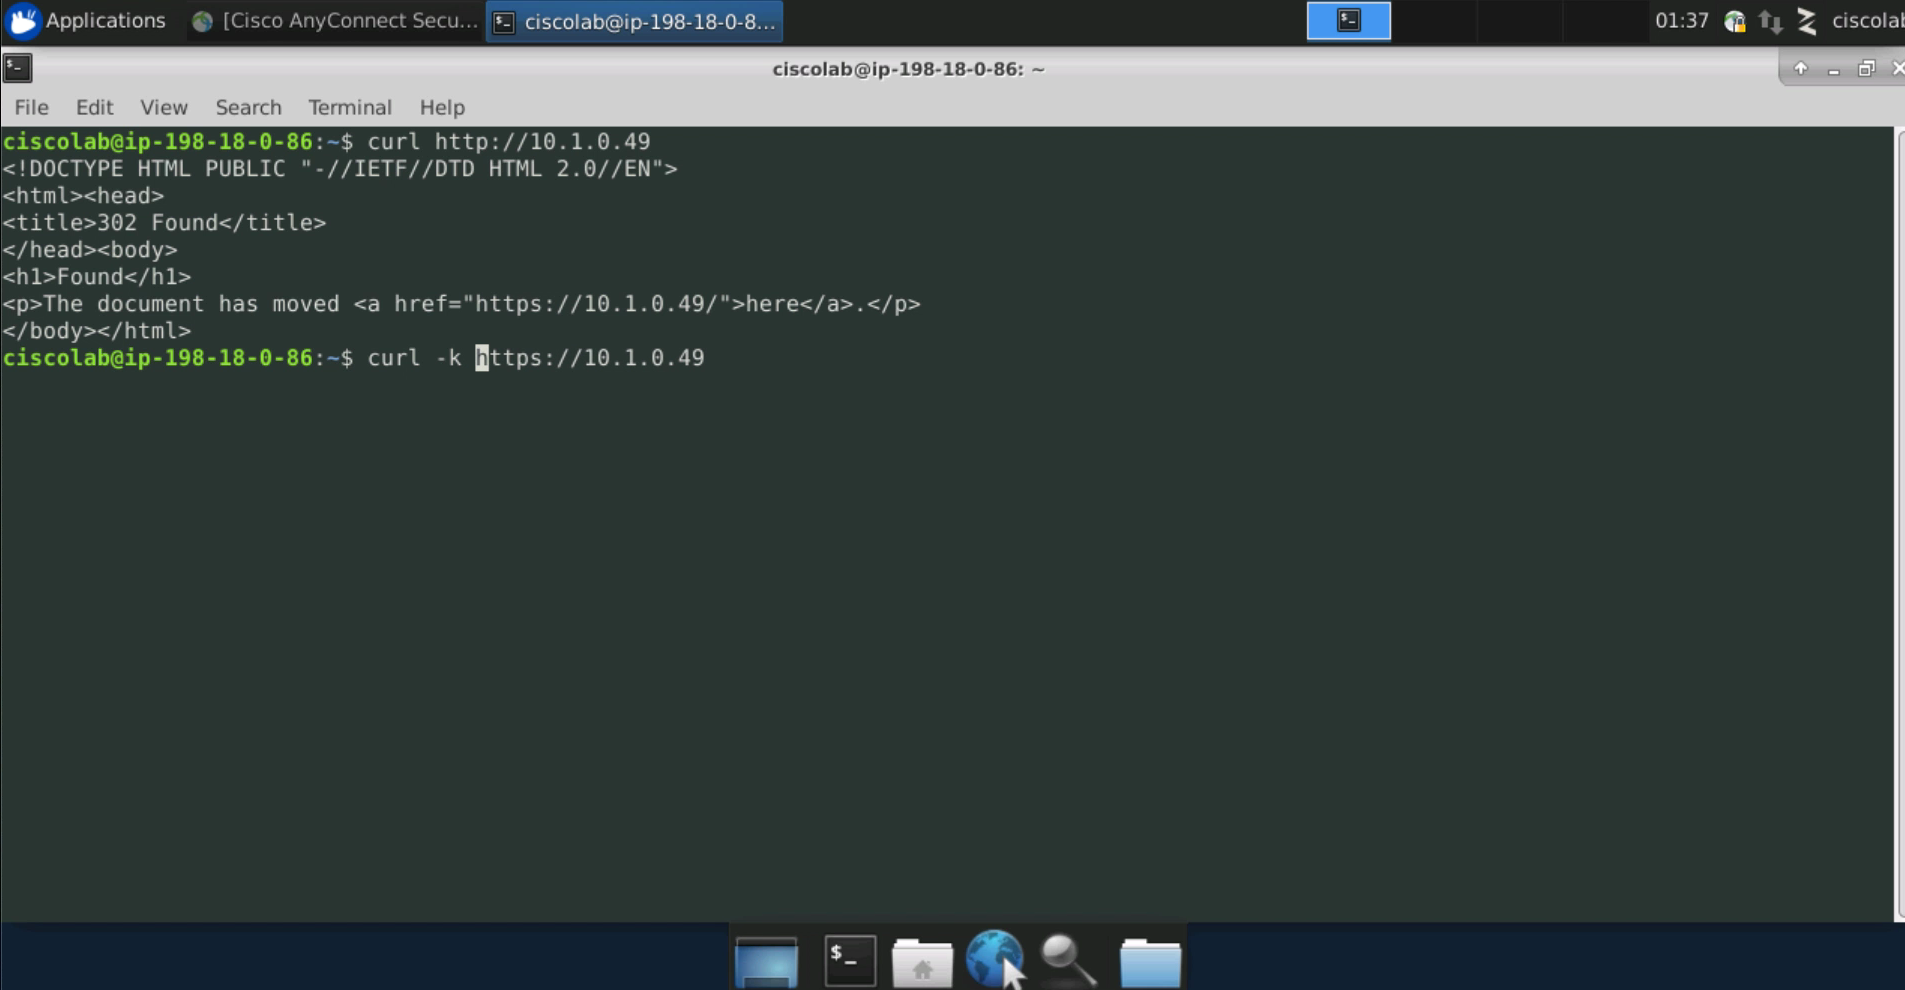 Applications [Cisco AnyConnect Secu... ciscolab@ip-198-18-0-8... 01:37 ciscolab
ciscolab@ip-198-18-0-86: ~
File Edit View Search Terminal Help
ciscolab@ip-198-18-0-86:~$ curl http://10.1.0.49
<!DOCTYPE HTML PUBLIC "-//IETF//DTD HTML 2.0//EN">
<html><head>
<title>302 Found</title>
</head><body>
<h1>Found</h1>
<p>The document has moved <a href="https://10.1.0.49/">here</a>.</p>
</body></html>
ciscolab@ip-198-18-0-86:~$ curl -k https://10.1.0.49
$_